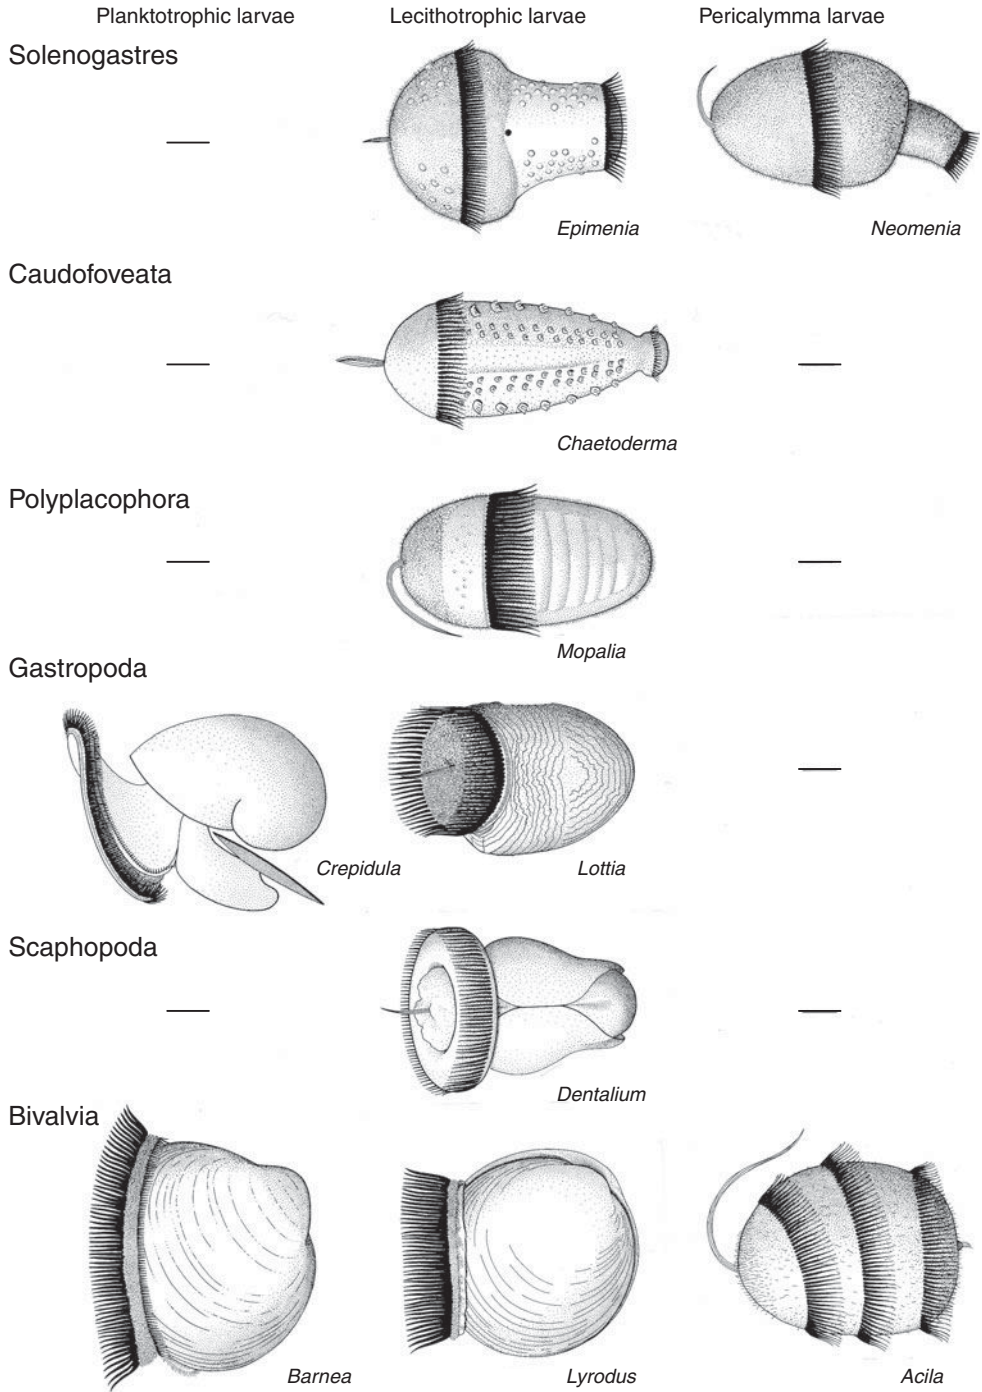 Planktotrophic larvae Lecithotrophic larvae Pericalymma larvae
Solenogastres
Epimenia Neomenia
Caudofoveata
Chaetoderma
Polyplacophora
Mopalia
Gastropoda
Crepidula Lottia
Scaphopoda
Dentalium
Bivalvia
Barnea Lyrodus Acila